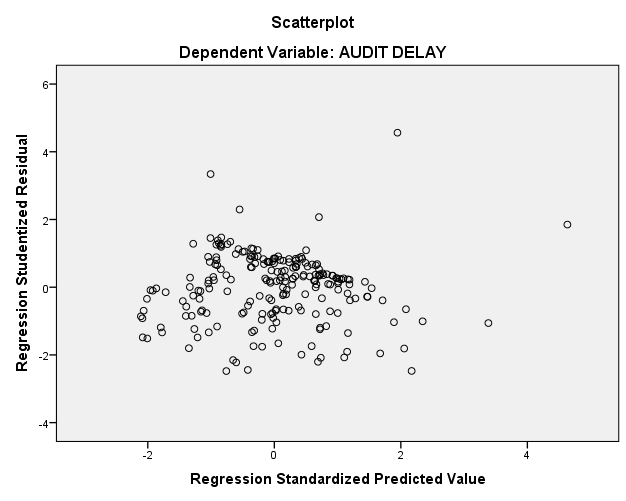 Scatterplot
Dependent Variable: AUDIT DELAY
Regression Studentized Residual
6
4
2
0
-2
-4
-2
0
2
4
Regression Standardized Predicted Value